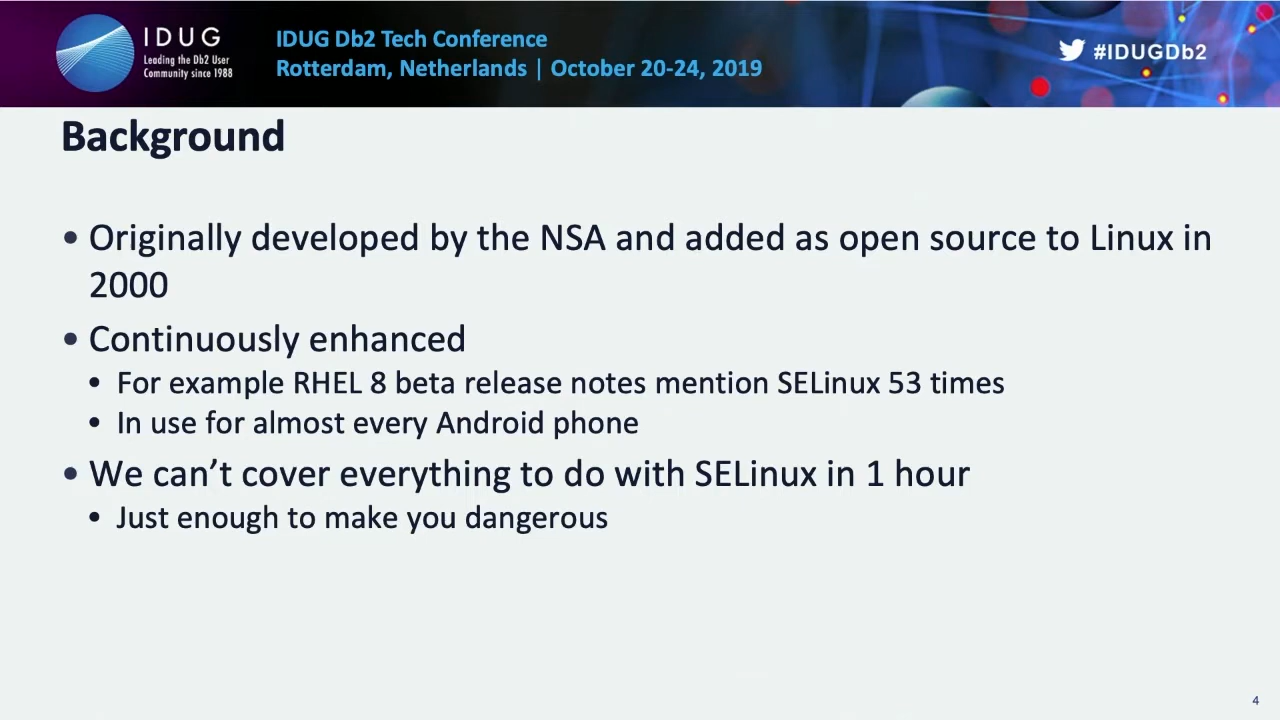 IDUG
Leading the Db2 User
Community since 1988
IDUG Db2 Tech Conference
Rotterdam, Netherlands | October 20-24, 2019
#IDUGDb2
Background
• Originally developed by the NSA and added as open source to Linux in
2000
• Continuously enhanced
• For example RHEL 8 beta release notes mention SELinux 53 times
• In use for almost every Android phone
• We can’t cover everything to do with SELinux in 1 hour
• Just enough to make you dangerous
4